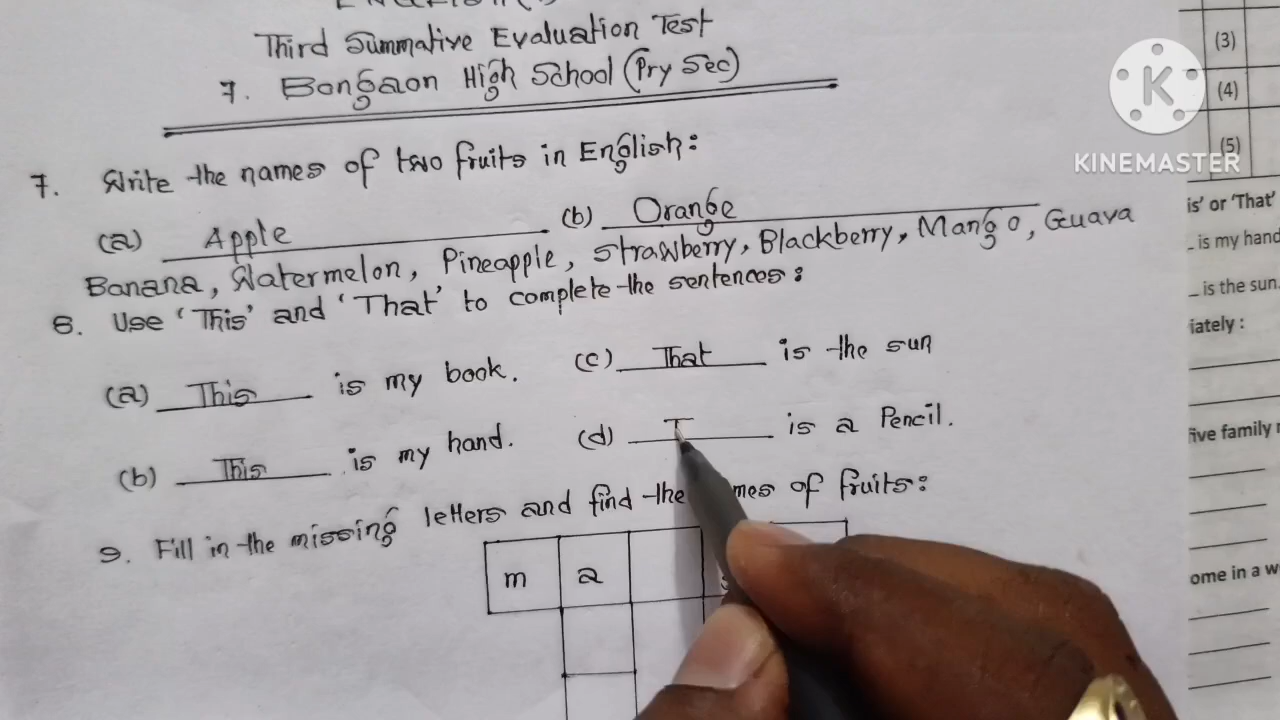 Third Summative Evaluation Test
7. Bongaon High School (Pry Sec)
7. Write the names of two fruits in English:
(a) Apple (b) Orange
Banana, Watermelon, Pineapple, Strawberry, Blackberry, Mango, Guava
8. Use 'This' and 'That' to complete the sentences:
(a) This is my book. (c) That is the sun
(b) This is my hand. (d) T is a Pencil.
9. Fill in the missing letters and find the of fruits:
m a
KINEMASTER
(3)
(4)
(5)
is' or 'That'
is my hand
is the sun.
iately :
five family
ome in a w